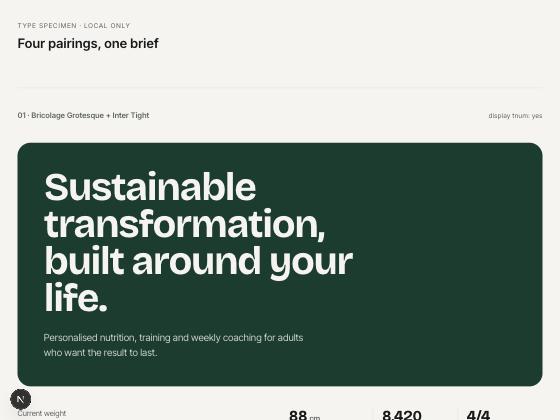 TYPE SPECIMEN · LOCAL ONLY
Four pairings, one brief
01 · Bricolage Grotesque + Inter Tight
display tnum: yes
Sustainable
transformation,
built around your
life.
Personalised nutrition, training and weekly coaching for adults
who want the result to last.
N
Current weight
88 cm
8,420
4/4